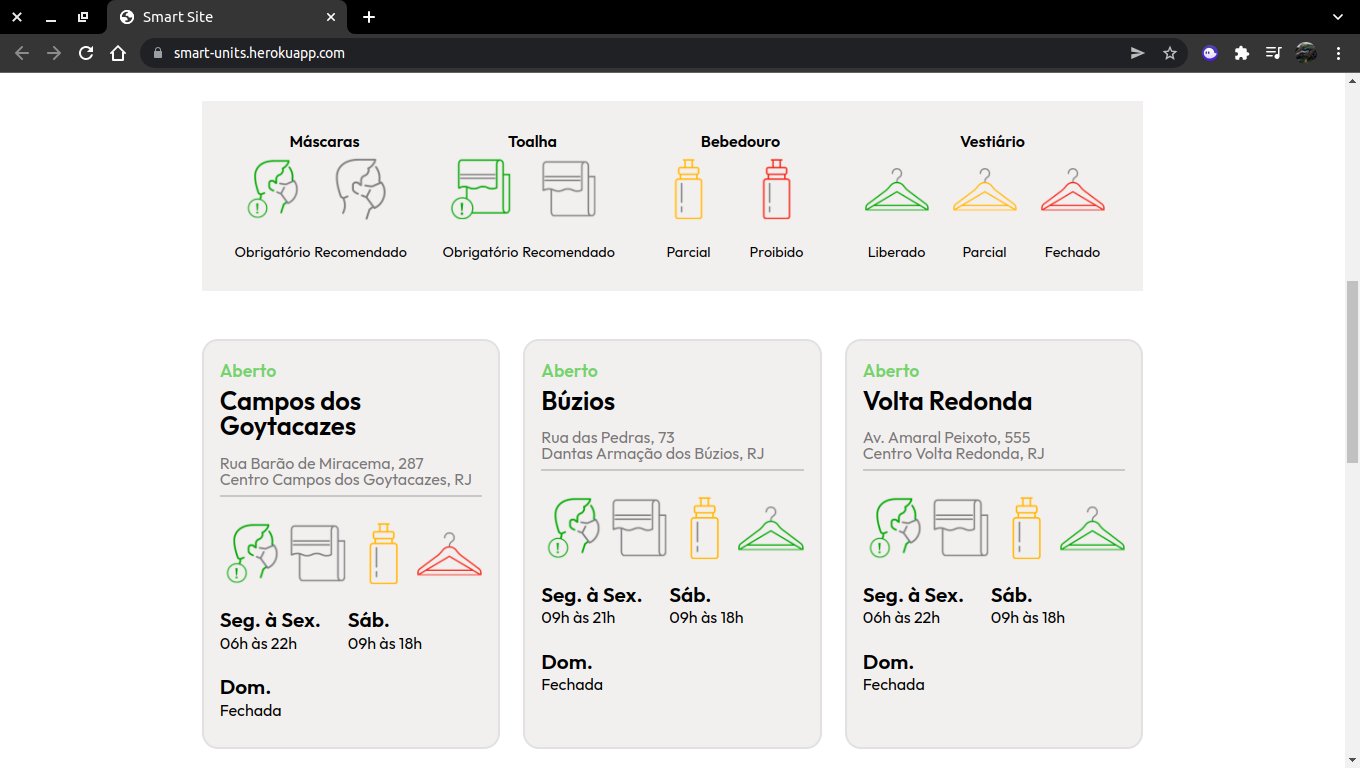 Smart Site
smart-units.herokuapp.com
Máscaras
Obrigatório Recomendado
Toalha
Obrigatório Recomendado
Bebedouro
Parcial Proibido
Vestiário
Liberado Parcial Fechado
Aberto
Campos dos
Goytacazes
Rua Barão de Miracema, 287
Centro Campos dos Goytacazes, RJ
Seg. à Sex. Sáb.
06h às 22h 09h às 18h
Dom.
Fechada
Aberto
Búzios
Rua das Pedras, 73
Dantas Armação dos Búzios, RJ
Seg. à Sex. Sáb.
09h às 21h 09h às 18h
Dom.
Fechada
Aberto
Volta Redonda
Av. Amaral Peixoto, 555
Centro Volta Redonda, RJ
Seg. à Sex. Sáb.
06h às 22h 09h às 18h
Dom.
Fechada